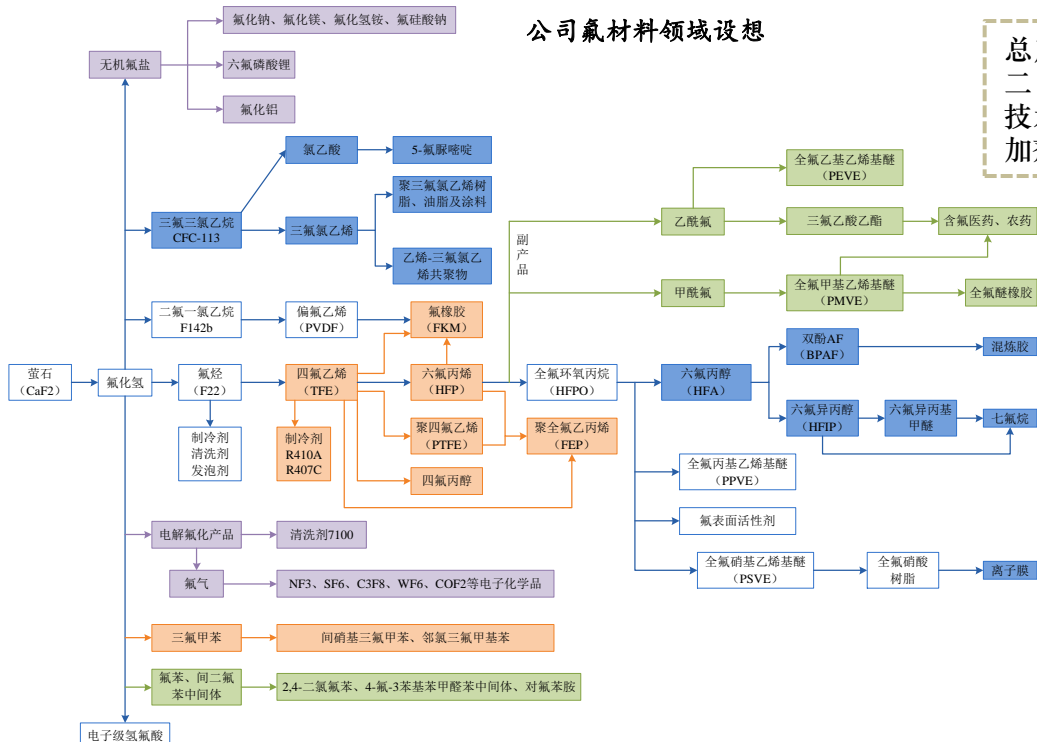 公司氟材料领域设想
总
二
技
加
氟化钠、氟化镁、氟化氢铵、氟硅酸钠
无机氟盐
六氟磷酸锂
氟化铝
氯乙酸
5-氟脲嘧啶
三氟三氯乙烷
CFC-113
三氟氯乙烯
聚三氟氯乙烯树
脂、油脂及涂料
乙烯-三氟氯乙
烯共聚物
副
产
品
乙酰氟
全氟乙基乙烯基醚
(PEVE)
三氟乙酸乙酯
含氟医药、农药
甲酰氟
全氟甲基乙烯基醚
(PMVE)
全氟醚橡胶
二氟一氯乙烷
F142b
偏氟乙烯
(PVDF)
氟橡胶
(FKM)
萤石
(CaF2)
氟化氢
氟烃
(F22)
四氟乙烯
(TFE)
六氟丙烯
(HFP)
全氟环氧丙烷
(HFPO)
六氟丙醇
(HFA)
双酚AF
(BPAF)
混炼胶
六氟异丙醇
(HFIP)
六氟异丙基
甲醚
七氟烷
制冷剂
清洗剂
发泡剂
制冷剂
R410A
R407C
聚四氟乙烯
(PTFE)
聚全氟乙丙烯
(FEP)
四氟丙醇
全氟丙基乙烯基醚
(PPVE)
氟表面活性剂
全氟硝基乙烯基醚
(PSVE)
全氟硝酸
树脂
离子膜
电解氟化产品
清洗剂7100
氟气
NF3、SF6、C3F8、WF6、COF2等电子化学品
三氟甲苯
间硝基三氟甲苯、邻氯三氟甲基苯
氟苯、间二氟
苯中间体
2,4-二氯氟苯、4-氟-3苯基苯甲醛苯中间体、对氟苯胺
电子级氢氟酸